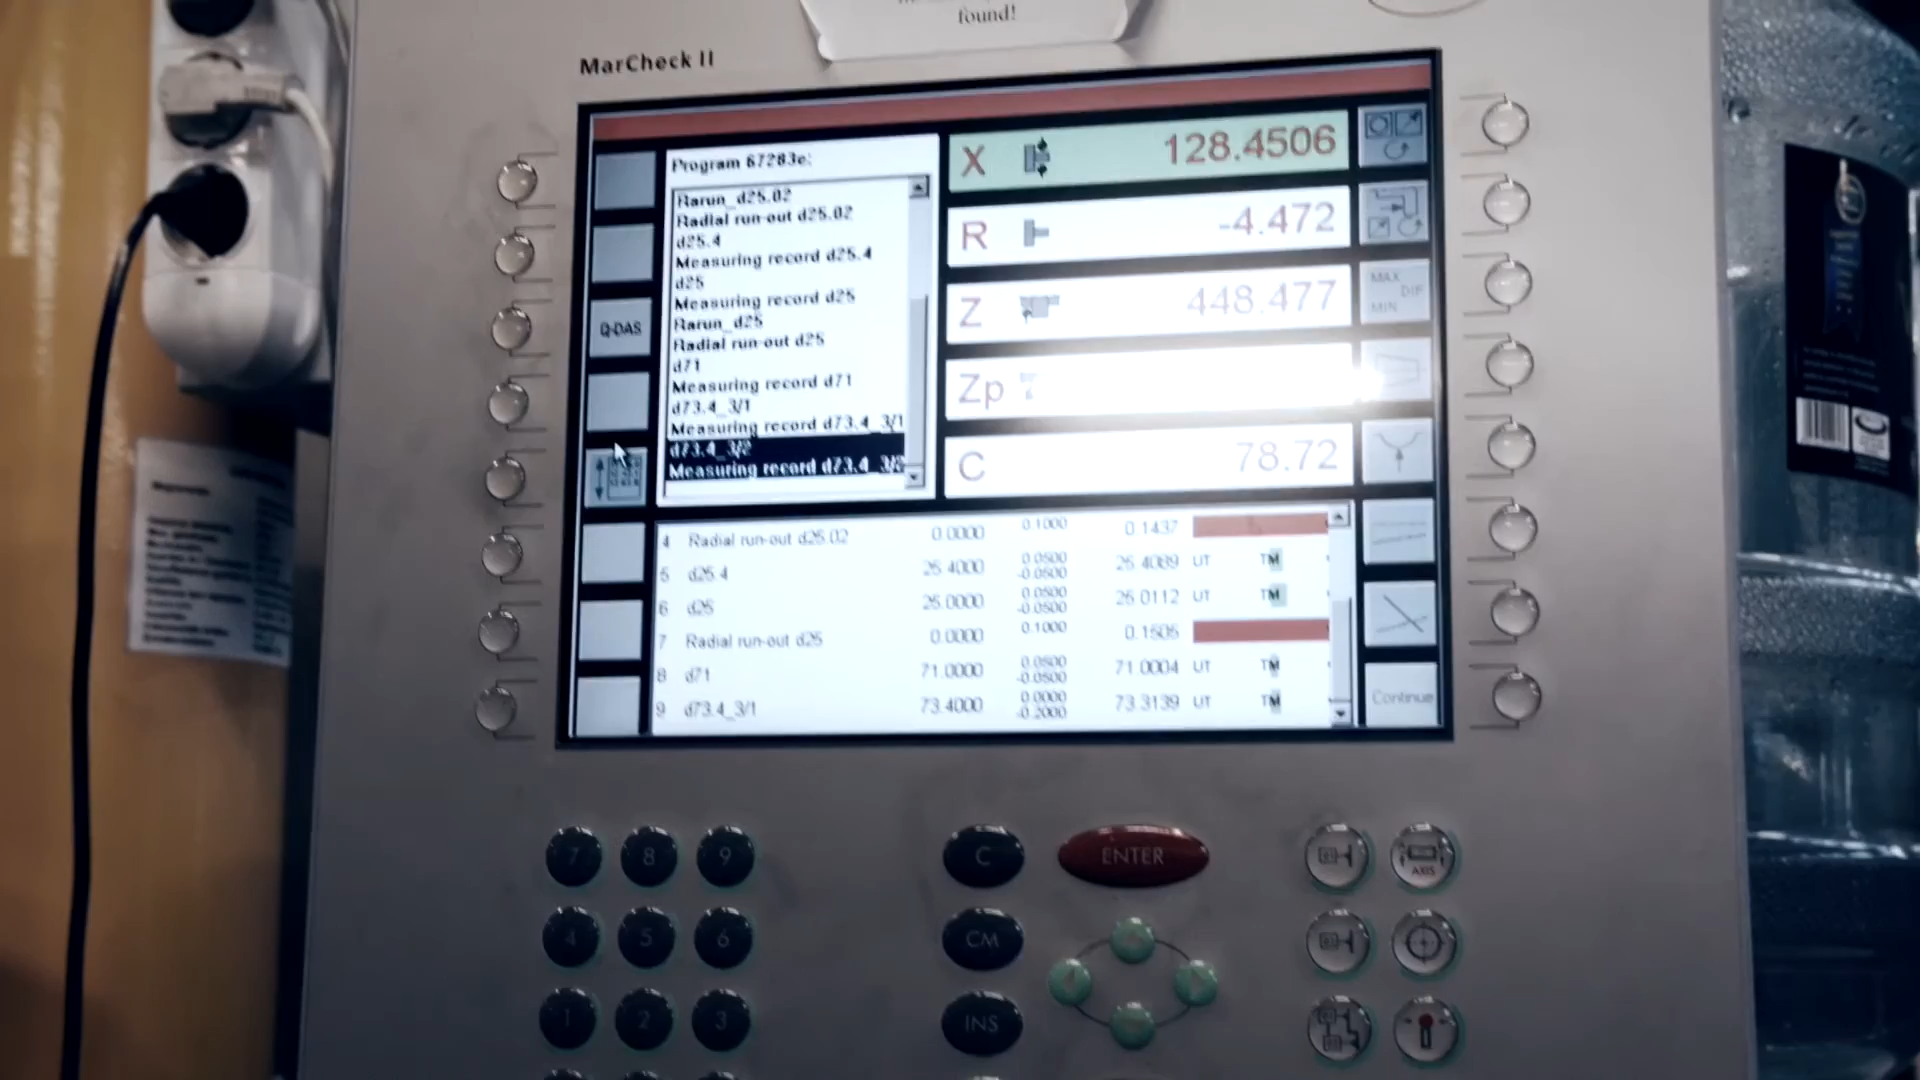 found!
MarCheck II
Program 67283e:
Rarun_d25.02
Radial run-out d25.02
d25.4
Measuring record d25.4
d25
Measuring record d25
Rarun_d25
Radial run-out d25
d71
Measuring record d71
d73.4_3/1
Measuring record d73.4_3/1
d73.4_3/2
Measuring record d73.4_3/2
Q-DAS
X 128.4506
R -4.472
Z 448.477
Zp
C 78.72
MAX
DIF
MIN
4 Radial run-out d25.02 0.0000 0.1000 0.1437
5 d25.4 25.4000 0.0500 -0.0500 25.4089 UT TM
6 d25 25.0000 0.0500 -0.0500 25.0112 UT TM
7 Radial run-out d25 0.0000 0.1000 0.1505
8 d71 71.0000 0.0500 -0.0500 71.0004 UT TM
9 d73.4_3/1 73.4000 0.0000 -0.2000 73.3139 UT TM
Continue
7 8 9 C ENTER
AXIS
4 5 6 CM
1 2 3 INS